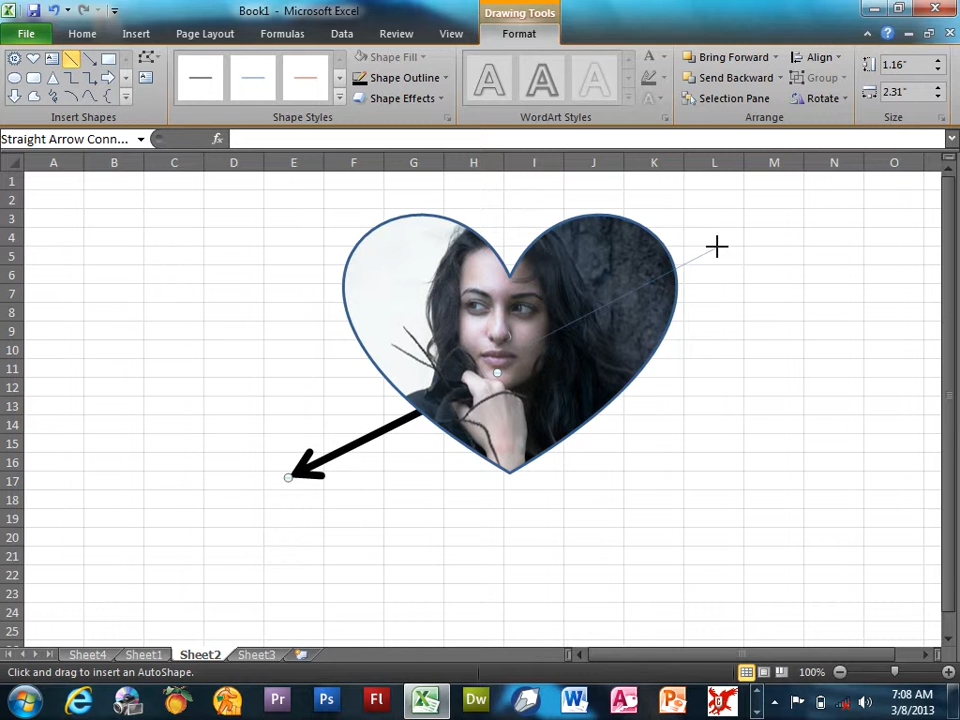 Book1 - Microsoft Excel
Drawing Tools
File Home Insert Page Layout Formulas Data Review View Format
Shape Fill
Shape Outline
Shape Effects
Bring Forward Align
Send Backward Group
Selection Pane Rotate
1.16"
2.31"
Insert Shapes Shape Styles WordArt Styles Arrange Size
Straight Arrow Conn... fx
A B C D E F G H I J K L M N O
1
2
3
4
5
6
7
8
9
10
11
12
13
14
15
16
17
18
19
20
21
22
23
24
25
Sheet4 Sheet1 Sheet2 Sheet3
Click and drag to insert an AutoShape. 100%
Pr Ps Fl Dw W A P
7:08 AM
3/8/2013